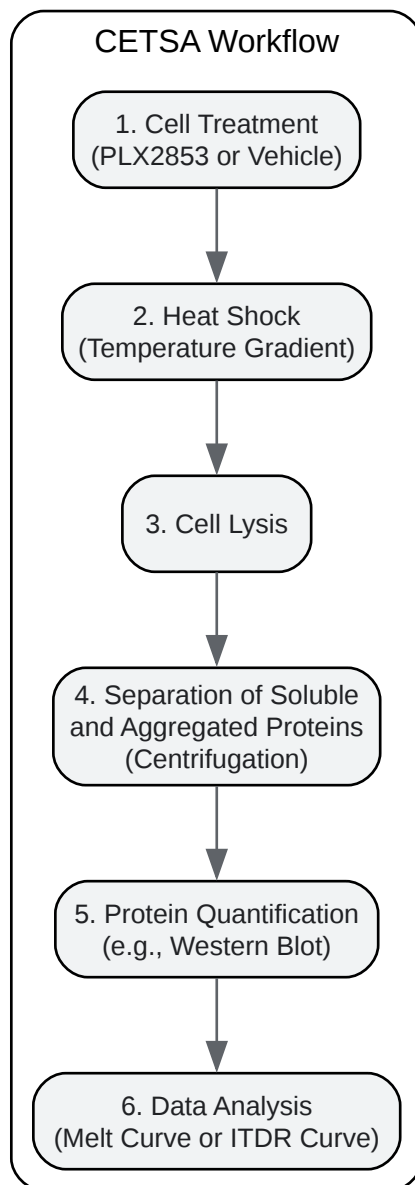 CETSA Workflow
1. Cell Treatment
(PLX2853 or Vehicle)
2. Heat Shock
(Temperature Gradient)
3. Cell Lysis
4. Separation of Soluble
and Aggregated Proteins
(Centrifugation)
5. Protein Quantification
(e.g., Western Blot)
6. Data Analysis
(Melt Curve or ITDR Curve)